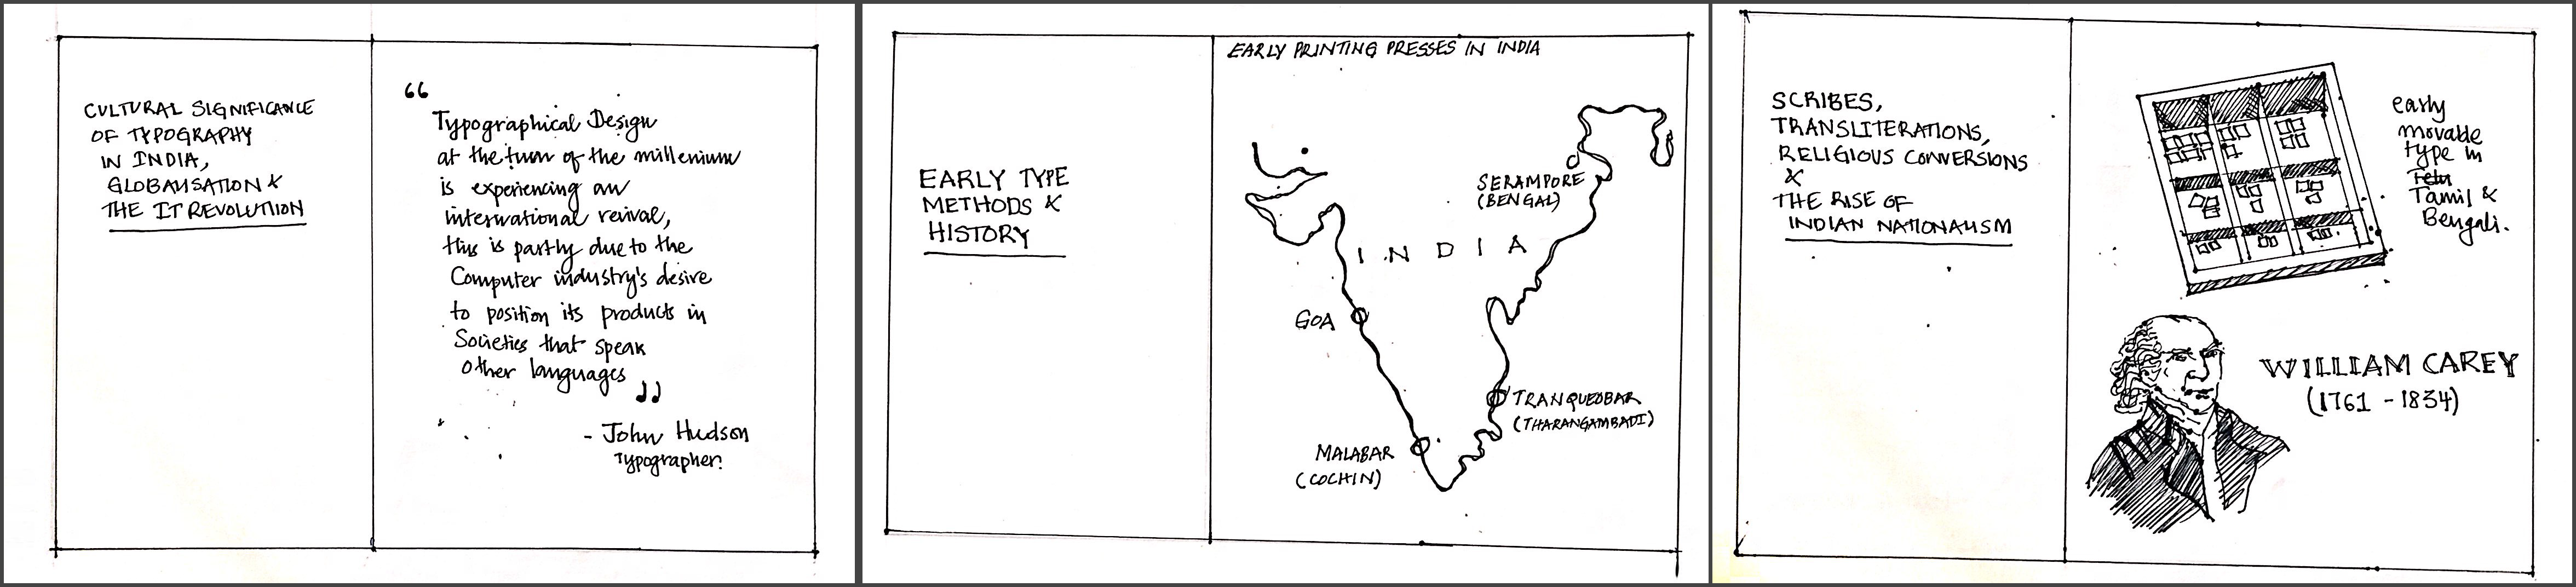 CULTURAL SIGNIFICANCE
OF TYPOGRAPHY
IN INDIA,
GLOBALISATION &
THE IT REVOLUTION
“
Typographical Design
at the turn of the millenium
is experiencing an
international revival,
this is partly due to the
Computer industry's desire
to position its products in
Societies that speak
other languages
”
- John Hudson
Typographer.
EARLY TYPE
METHODS &
HISTORY
EARLY PRINTING PRESSES IN INDIA
SERAMPORE
(BENGAL)
INDIA
GOA
TRANQUEOBAR
(THARANGAMBADI)
MALABAR
(COCHIN)
SCRIBES,
TRANSLITERATIONS,
RELIGIOUS CONVERSIONS
&
THE RISE OF
INDIAN NATIONALISM
early
movable
type in
Telu
Tamil &
Bengali.
WILLIAM CAREY
(1761 - 1834)